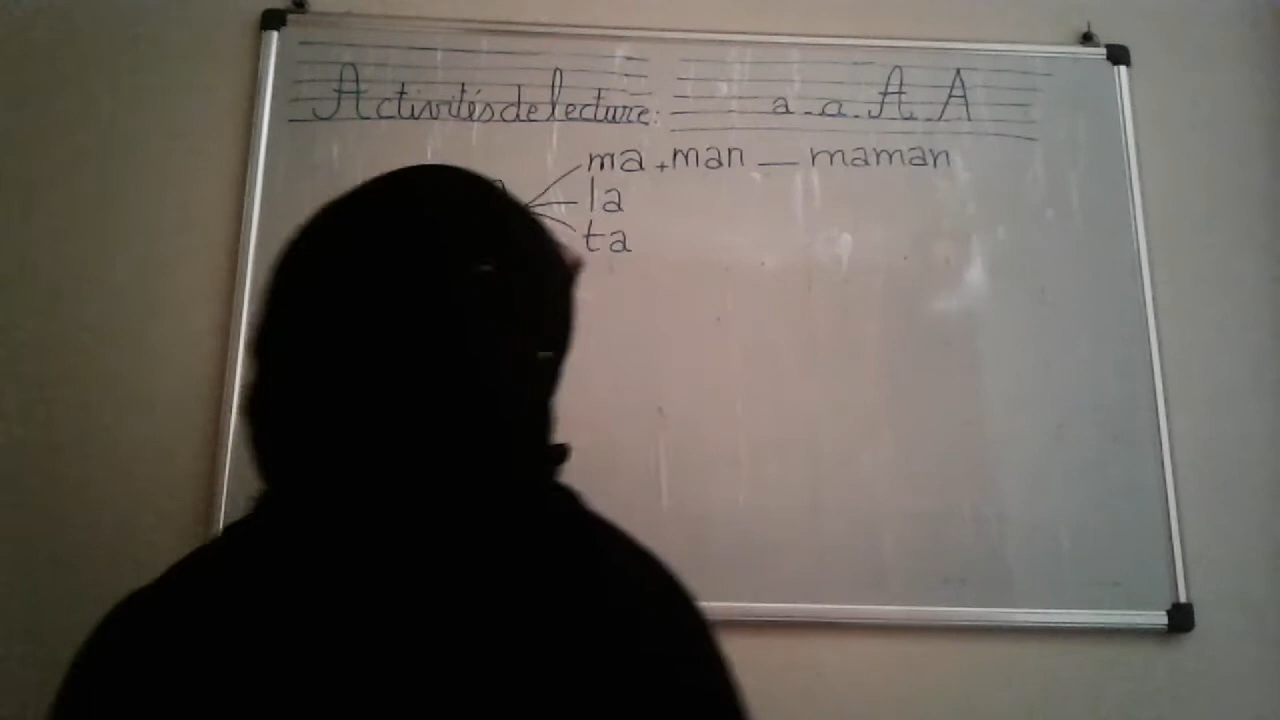 Activités de lecture: a - a - A - A
ma + man — maman
la
ta